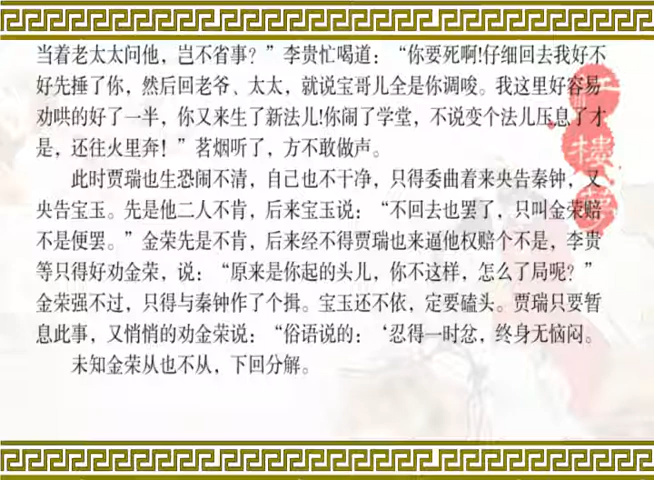 当着老太太问他，岂不省事？”李贵忙喝道：“你要死啊!仔细回去我好不
好先捶了你，然后回老爷、太太，就说宝哥儿全是你调唆。我这里好容易
劝哄的好了一半，你又来生了新法儿!你闹了学堂，不说变个法儿压息了才
是，还往火里奔！”茗烟听了，方不敢做声。
此时贾瑞也生恐闹不清，自己也不干净，只得委曲着来央告秦钟，又
央告宝玉。先是他二人不肯，后来宝玉说：“不回去也罢了，只叫金荣赔
不是便罢。”金荣先是不肯，后来经不得贾瑞也来逼他权赔个不是，李贵
等只得好劝金荣，说：“原来是你起的头儿，你不这样，怎么了局呢？”
金荣强不过，只得与秦钟作了个揖。宝玉还不依，定要磕头。贾瑞只要暂
息此事，又悄悄的劝金荣说：“俗语说的：‘忍得一时忿，终身无恼闷。
未知金荣从也不从，下回分解。
红
樓
夢